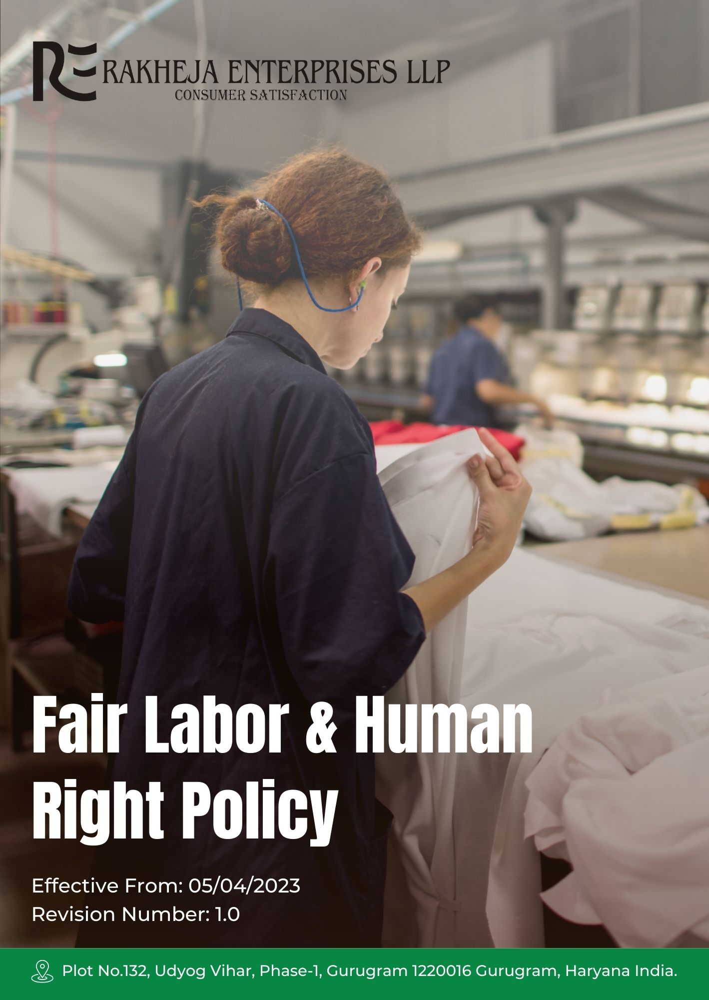 RE RAKHEJA ENTERPRISES LLP
CONSUMER SATISFACTION
Fair Labor & Human
Right Policy
Effective From: 05/04/2023
Revision Number: 1.0
Plot No.132, Udyog Vihar, Phase-1, Gurugram 1220016 Gurugram, Haryana India.